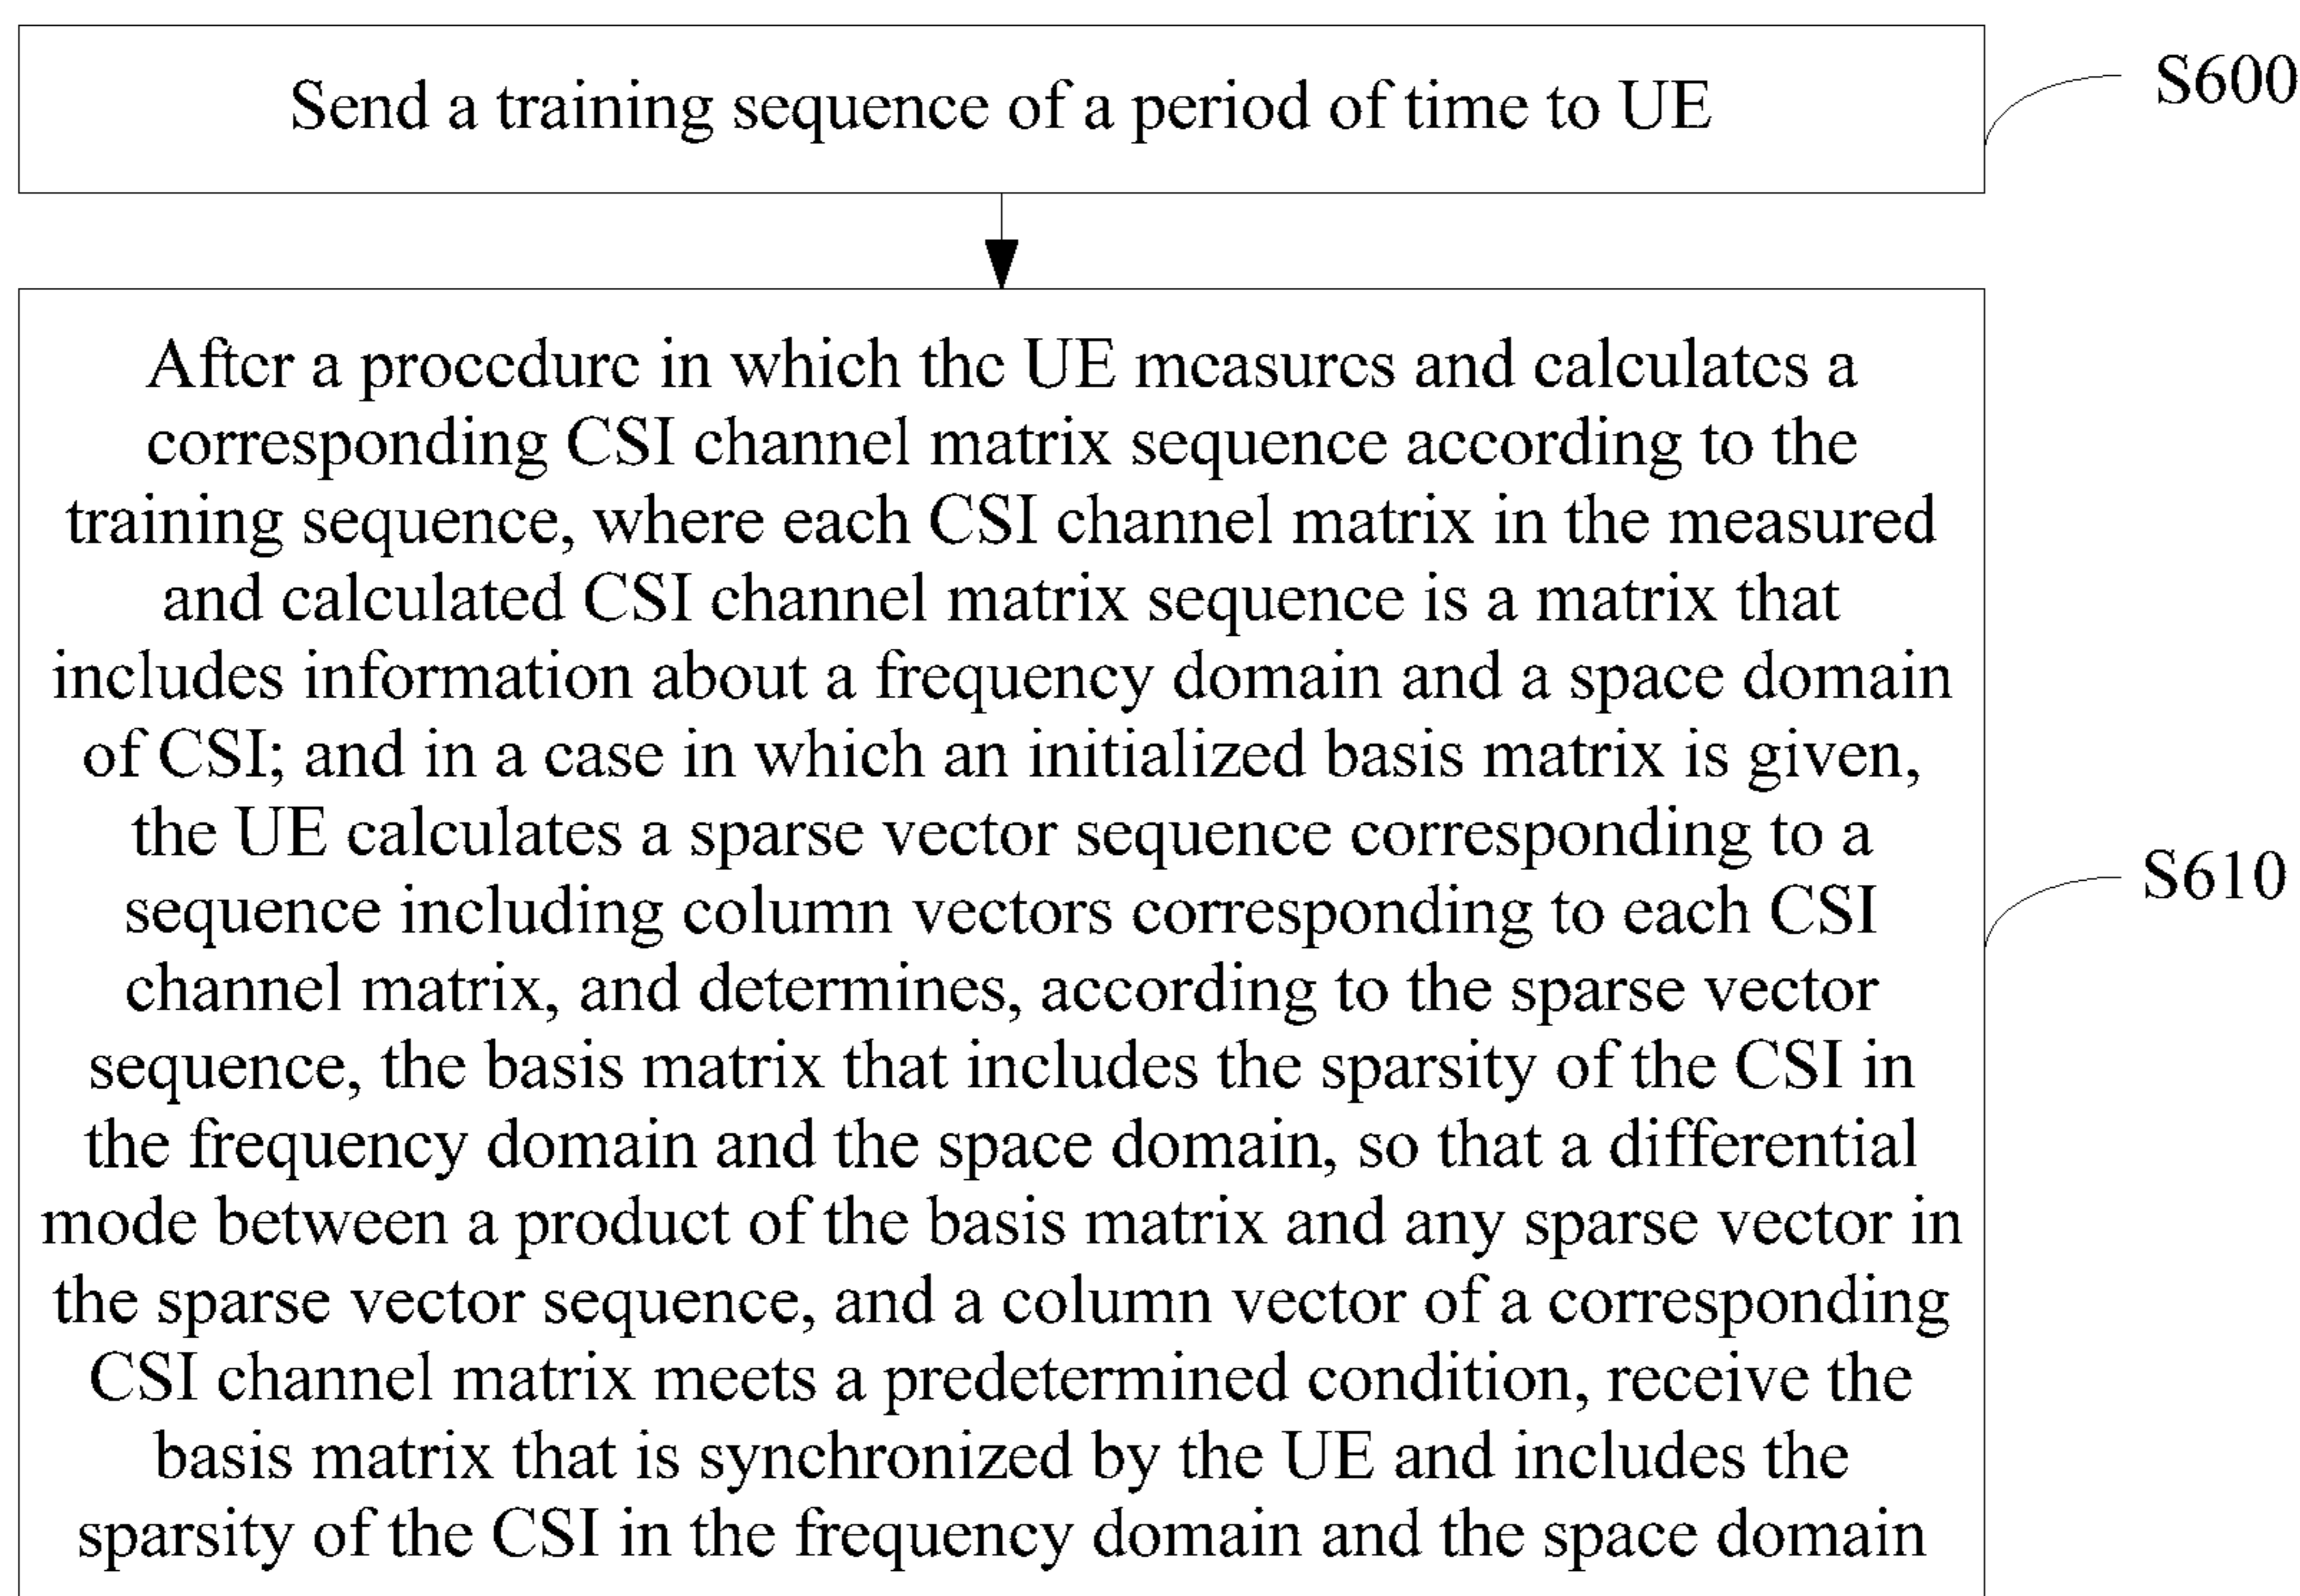 Send a training sequence of a period of time to UE
S600
After a procedure in which the UE measures and calculates a
corresponding CSI channel matrix sequence according to the
training sequence, where each CSI channel matrix in the measured
and calculated CSI channel matrix sequence is a matrix that
includes information about a frequency domain and a space domain
of CSI; and in a case in which an initialized basis matrix is given,
the UE calculates a sparse vector sequence corresponding to a
sequence including column vectors corresponding to each CSI
channel matrix, and determines, according to the sparse vector
sequence, the basis matrix that includes the sparsity of the CSI in
the frequency domain and the space domain, so that a differential
mode between a product of the basis matrix and any sparse vector in
the sparse vector sequence, and a column vector of a corresponding
CSI channel matrix meets a predetermined condition, receive the
basis matrix that is synchronized by the UE and includes the
sparsity of the CSI in the frequency domain and the space domain
S610